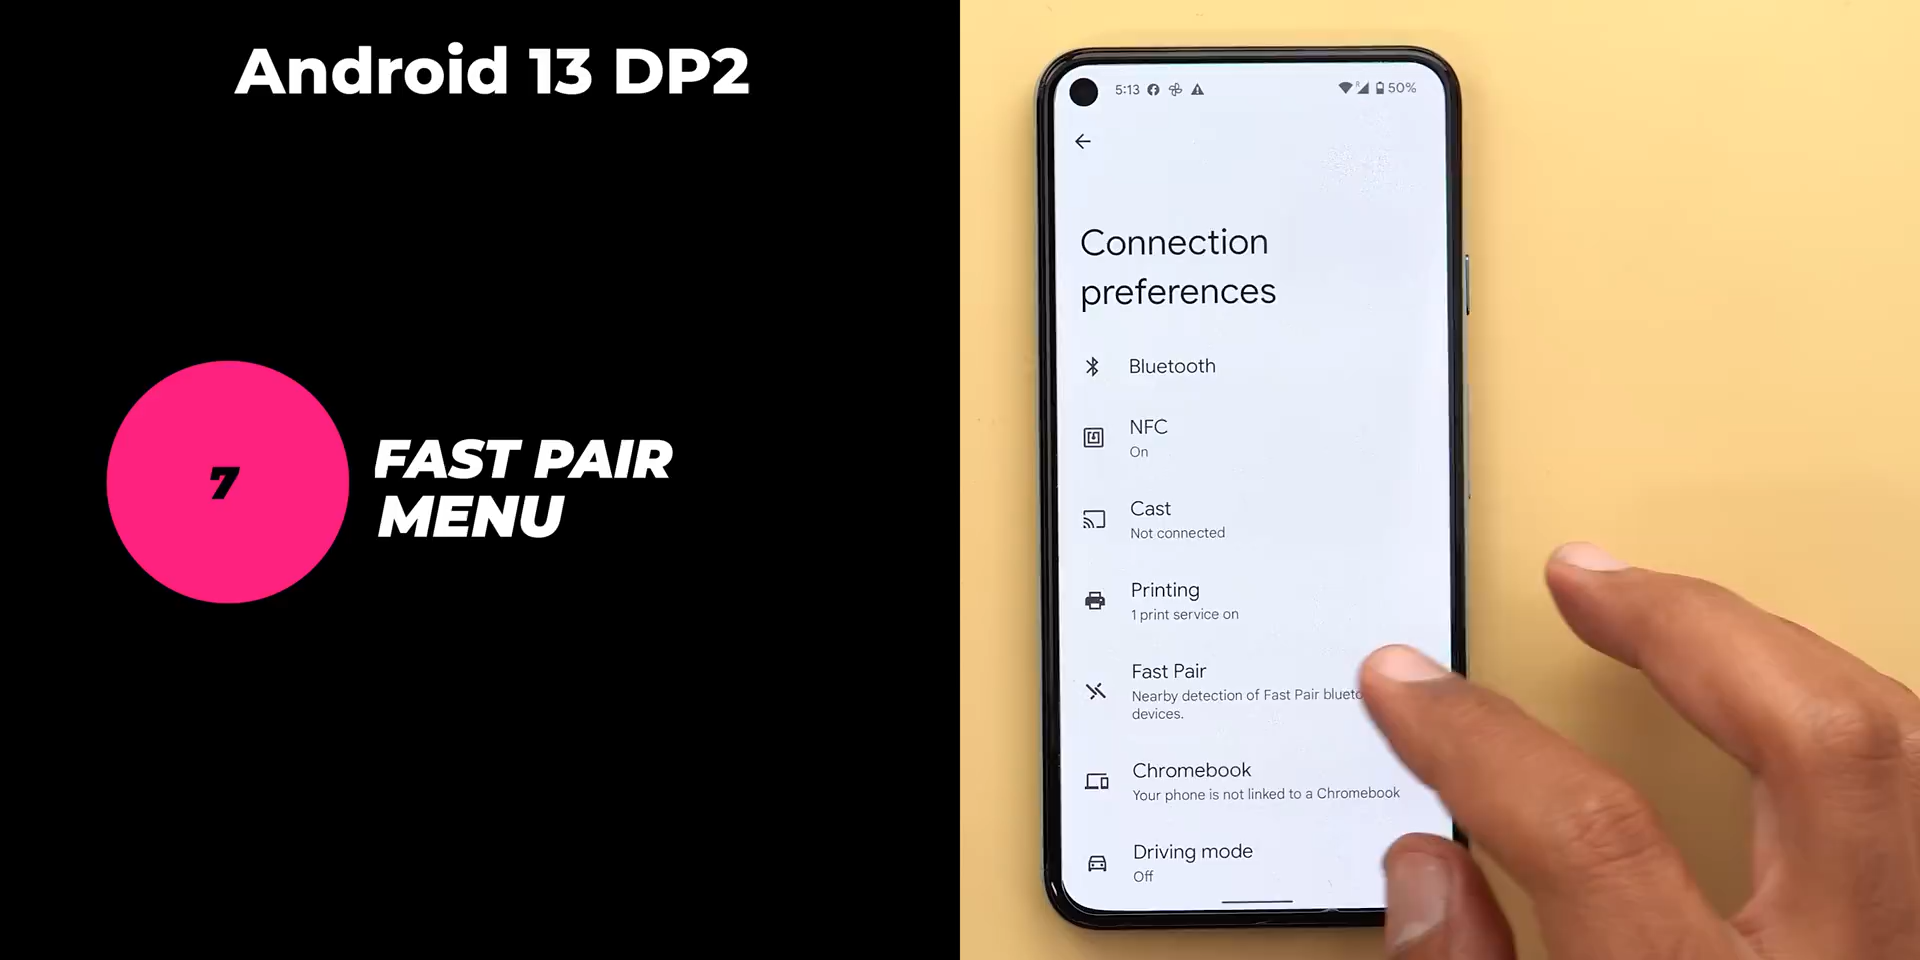 Android 13 DP2
7
FAST PAIR
MENU
5:13
50%
Connection
preferences
Bluetooth
NFC
On
Cast
Not connected
Printing
1 print service on
Fast Pair
Nearby detection of Fast Pair
devices.
Chromebook
Your phone is not linked to a Chromebook
Driving mode
Off